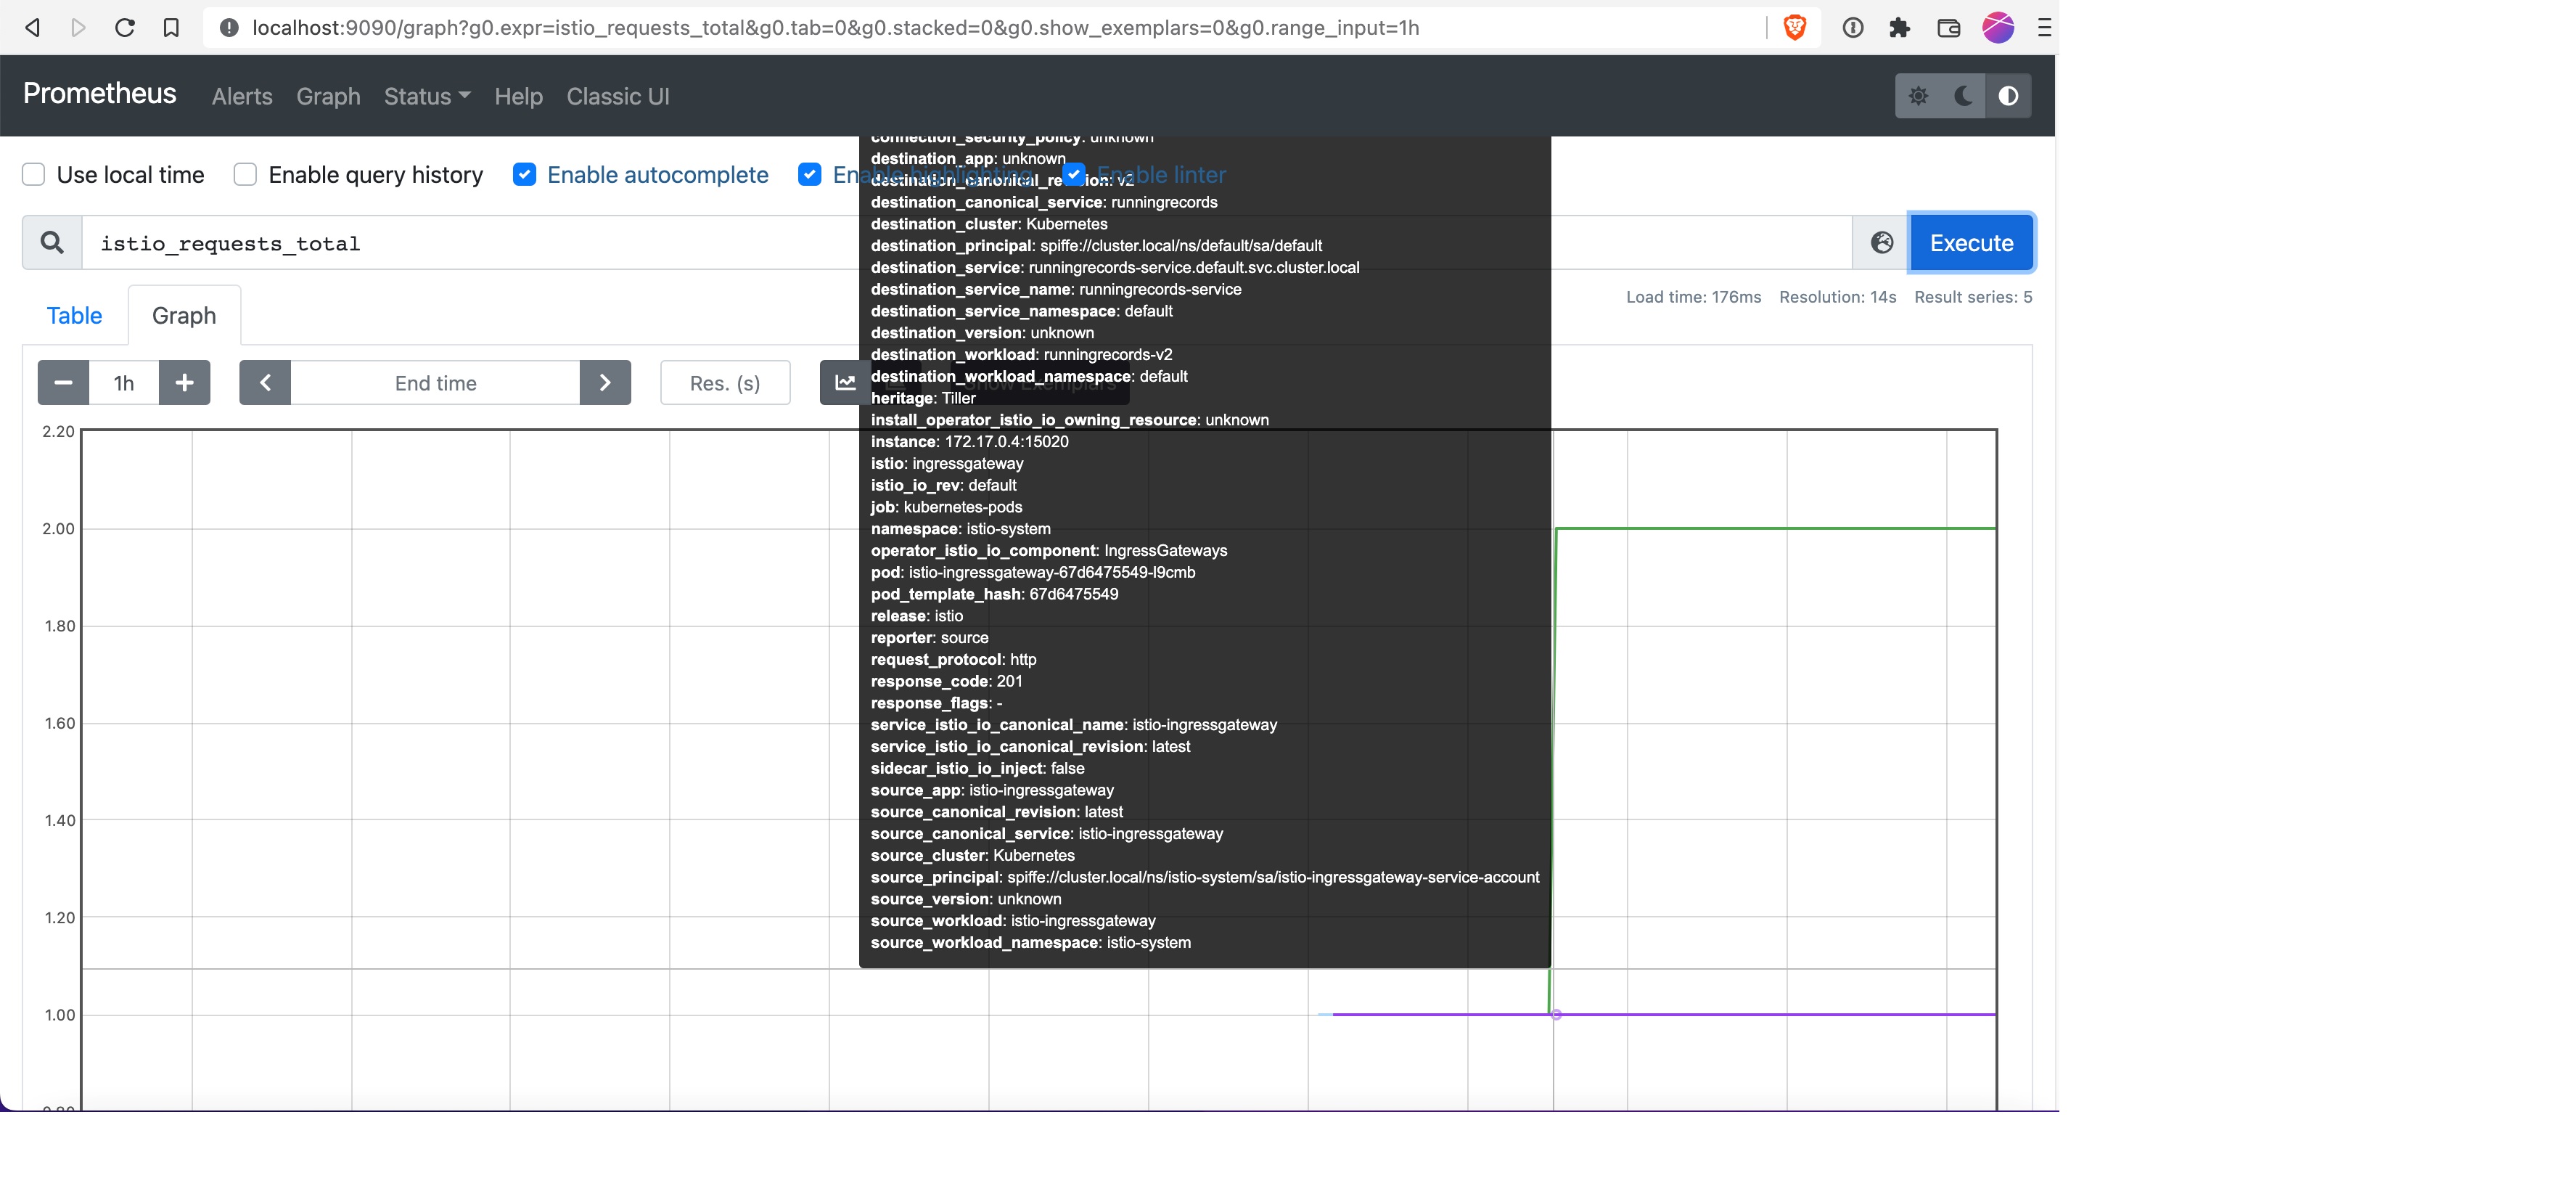 localhost:9090/graph?g0.expr=istio_requests_total&g0.tab=0&g0.stacked=0&g0.show_exemplars=0&g0.range_input=1h
Prometheus Alerts Graph Status Help Classic UI
connection_security_policy: unknown
destination_app: unknown
Use local time Enable query history Enable autocomplete Enable highlighting Enable linter
destination_canonical_revision: v2
destination_canonical_service: runningrecords
destination_cluster: Kubernetes
istio_requests_total
Execute
destination_principal: spiffe://cluster.local/ns/default/sa/default
destination_service: runningrecords-service.default.svc.cluster.local
destination_service_name: runningrecords-service
Load time: 176ms Resolution: 14s Result series: 5
Table Graph
destination_service_namespace: default
destination_version: unknown
destination_workload: runningrecords-v2
destination_workload_namespace: default
1h End time Res. (s) Show Exemplars
heritage: Tiller
install_operator_istio_io_owning_resource: unknown
2.20
instance: 172.17.0.4:15020
istio: ingressgateway
istio_io_rev: default
job: kubernetes-pods
namespace: istio-system
2.00
operator_istio_io_component: IngressGateways
pod: istio-ingressgateway-67d6475549-l9cmb
pod_template_hash: 67d6475549
release: istio
1.80
reporter: source
request_protocol: http
response_code: 201
response_flags: -
1.60
service_istio_io_canonical_name: istio-ingressgateway
service_istio_io_canonical_revision: latest
sidecar_istio_io_inject: false
source_app: istio-ingressgateway
source_canonical_revision: latest
1.40
source_canonical_service: istio-ingressgateway
source_cluster: Kubernetes
source_principal: spiffe://cluster.local/ns/istio-system/sa/istio-ingressgateway-service-account
source_version: unknown
1.20
source_workload: istio-ingressgateway
source_workload_namespace: istio-system
1.00
0.80